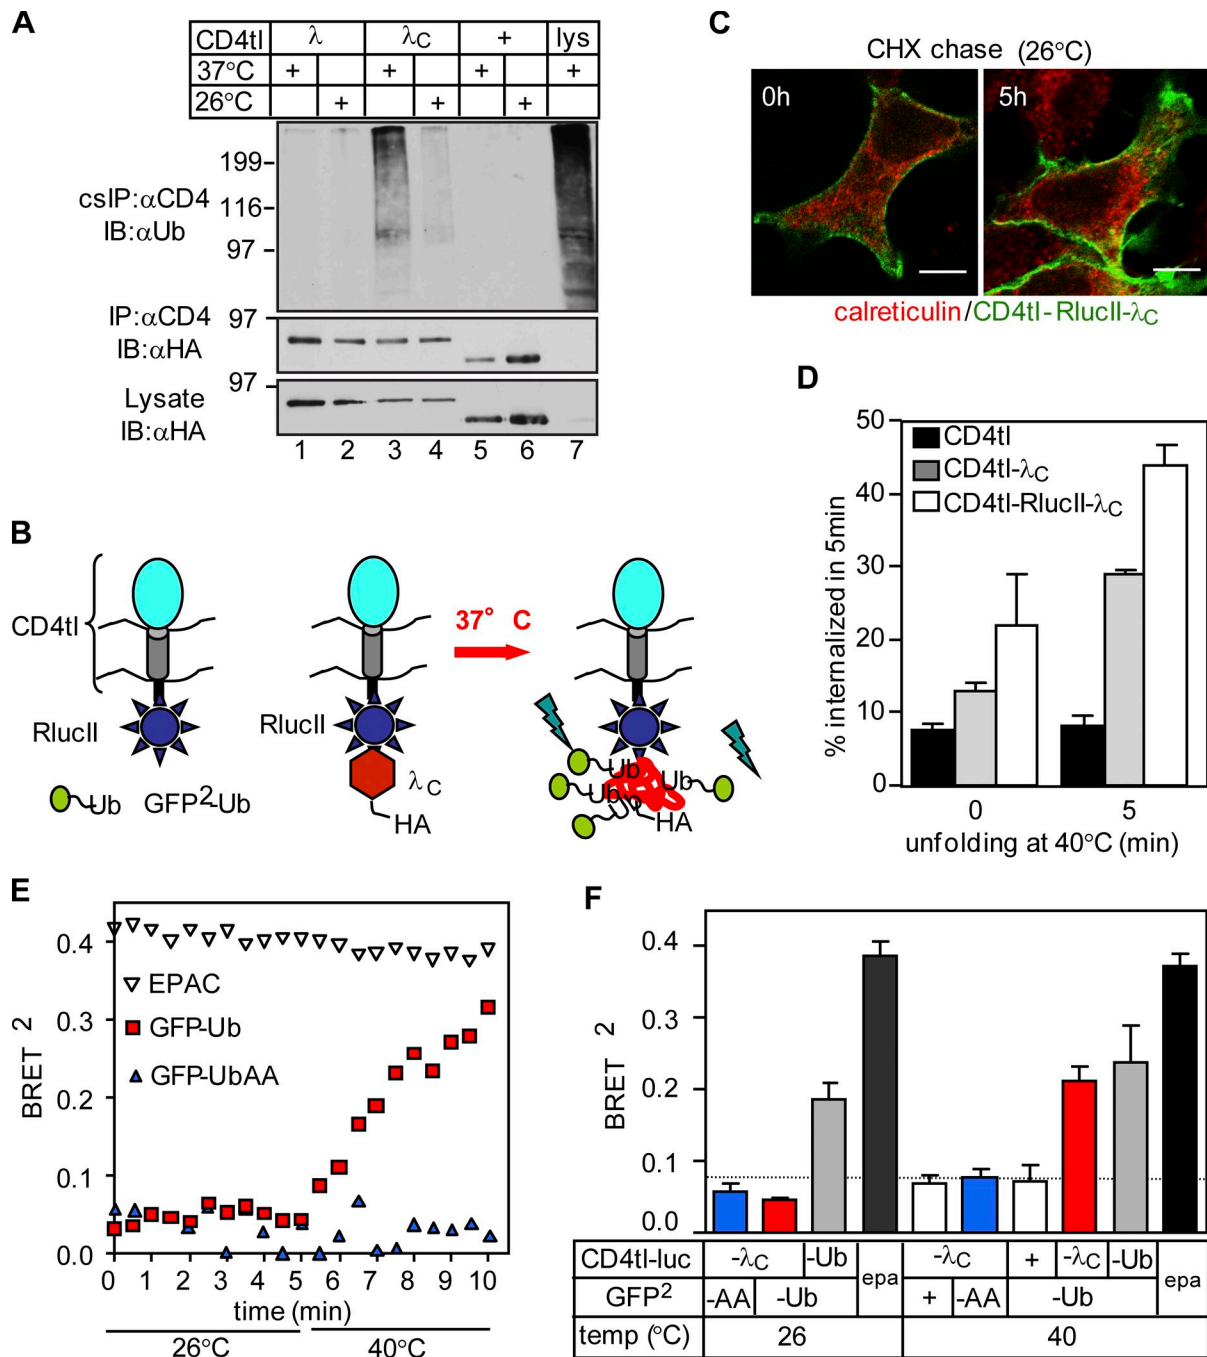 A
CD4tl λ λC + lys
37°C + + + +
26°C + + +
199-
csIP:αCD4
116-
IB:αUb
97-
IP:αCD4
97-
IB:αHA
97-
Lysate
IB:αHA
1 2 3 4 5 6 7
B
CD4tl
RlucII
Ub GFP2-Ub
RlucII
λC
HA
37° C
Ub
Ub
Ub
Ub
HA
C
CHX chase (26°C)
0h 5h
calreticulin/CD4tl-RlucII-λC
D
50
40
30
20
10
0
% internalized in 5min
CD4tl
CD4tl-λC
CD4tl-RlucII-λC
0 5
unfolding at 40°C (min)
E
BRET 2
0.4
0.3
0.2
0.1
0.0
EPAC
GFP-Ub
GFP-UbAA
0 1 2 3 4 5 6 7 8 9 10
time (min)
26°C 40°C
F
BRET 2
0.4
0.3
0.2
0.1
0.0
CD4tl-luc -λC -Ub epa -λC + -λC -Ub epa
GFP2 -AA -Ub + -AA -Ub
temp (°C) 26 40